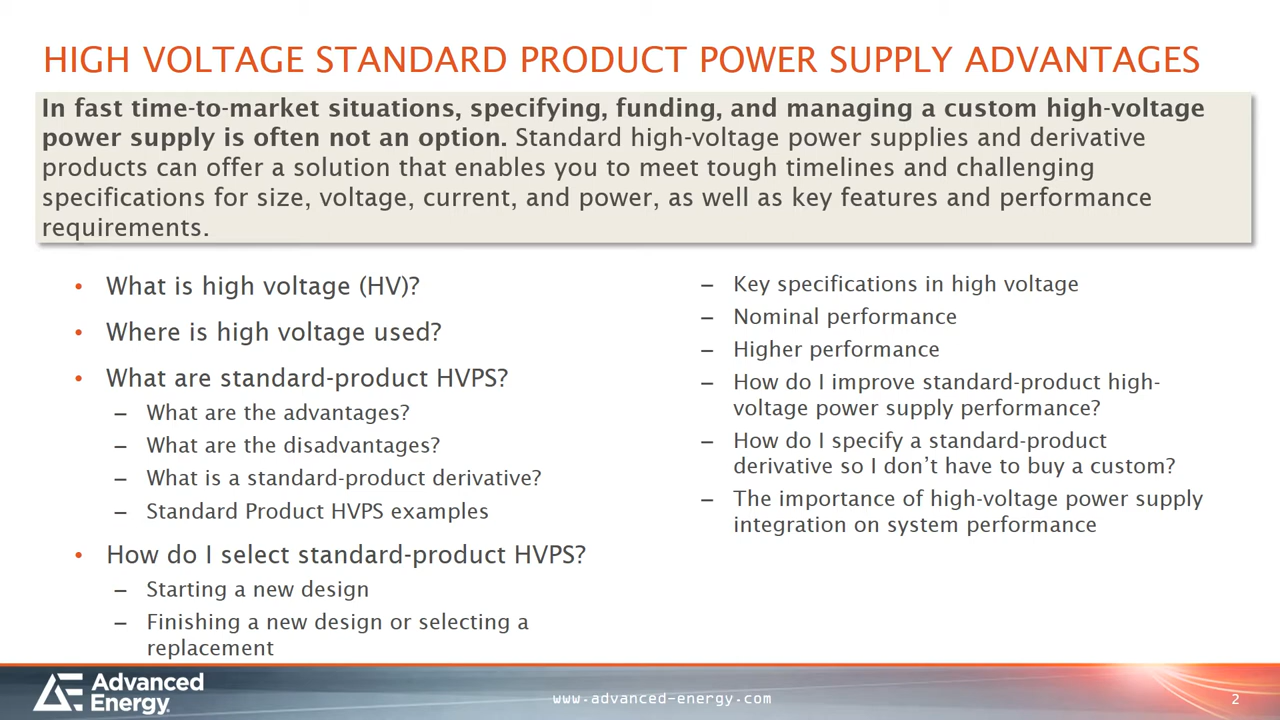 HIGH VOLTAGE STANDARD PRODUCT POWER SUPPLY ADVANTAGES
In fast time-to-market situations, specifying, funding, and managing a custom high-voltage
power supply is often not an option. Standard high-voltage power supplies and derivative
products can offer a solution that enables you to meet tough timelines and challenging
specifications for size, voltage, current, and power, as well as key features and performance
requirements.
• What is high voltage (HV)?
• Where is high voltage used?
• What are standard-product HVPS?
– What are the advantages?
– What are the disadvantages?
– What is a standard-product derivative?
– Standard Product HVPS examples
• How do I select standard-product HVPS?
– Starting a new design
– Finishing a new design or selecting a
replacement
– Key specifications in high voltage
– Nominal performance
– Higher performance
– How do I improve standard-product high-
voltage power supply performance?
– How do I specify a standard-product
derivative so I don’t have to buy a custom?
– The importance of high-voltage power supply
integration on system performance
Advanced
Energy
www.advanced-energy.com
2